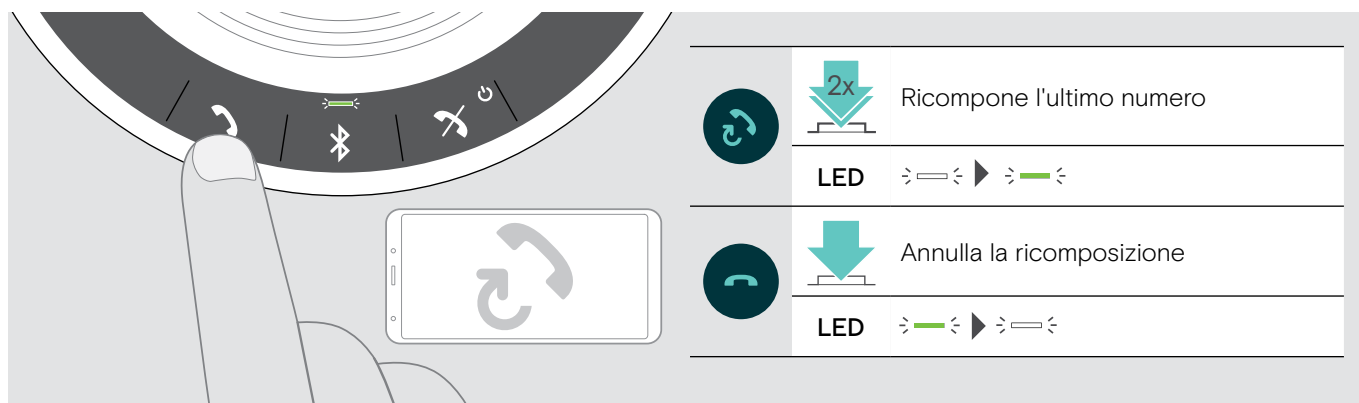 2x
Ricompone l'ultimo numero
LED
Annulla la ricomposizione
LED